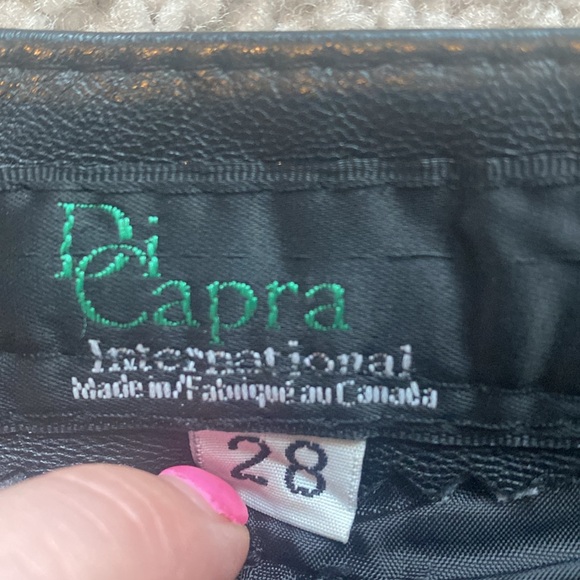 Di
Capra
International
Made in/Fabriqué au Canada
28